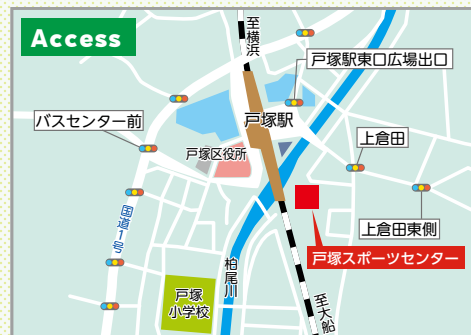 Access
至横浜
戸塚駅東口広場出口
バスセンター前
戸塚駅
上倉田
戸塚区役所
国道1号
上倉田東側
戸塚スポーツセンター
柏尾川
戸塚
小学校
至大船